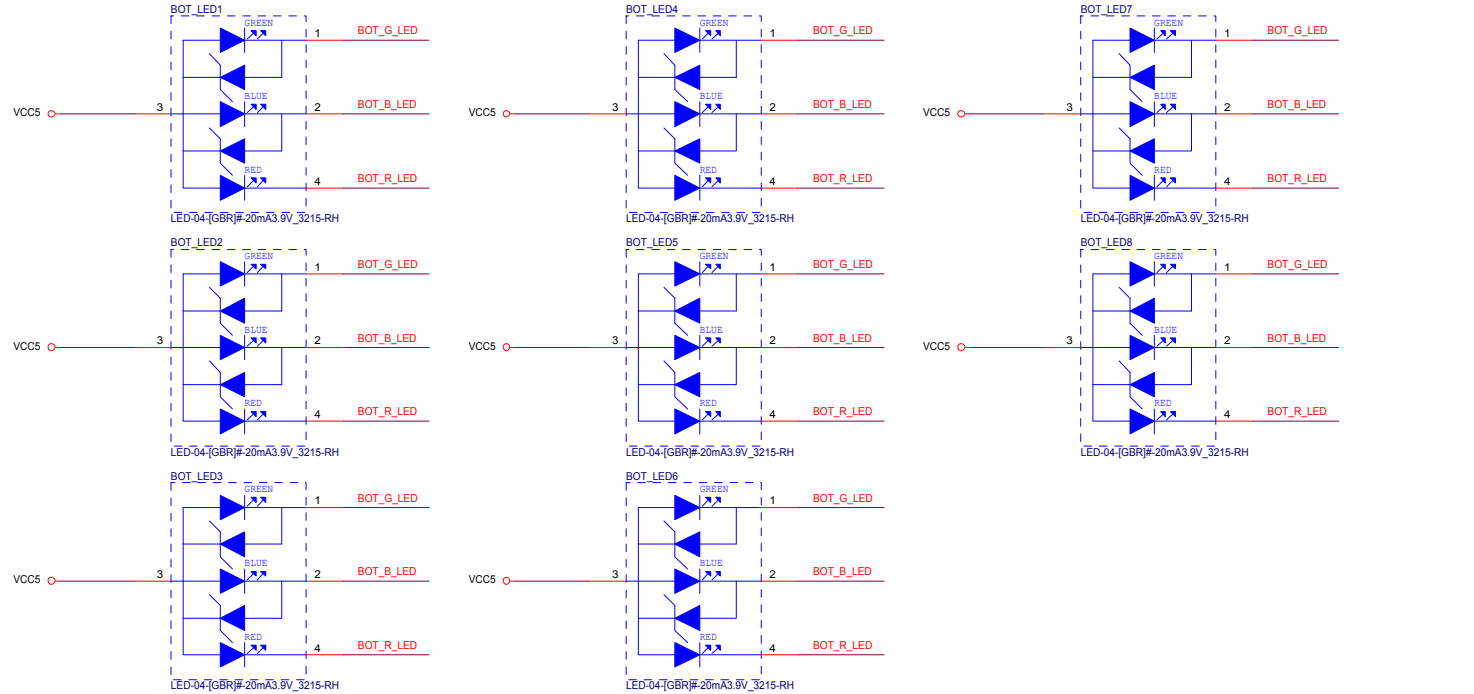 BOT_LED1
GREEN
1
BOT_G_LED
VCC5
3
BLUE
2
BOT_B_LED
RED
4
BOT_R_LED
LED-04-[GBR]#-20mA3.9V_3215-RH
BOT_LED4
GREEN
1
BOT_G_LED
VCC5
3
BLUE
2
BOT_B_LED
RED
4
BOT_R_LED
LED-04-[GBR]#-20mA3.9V_3215-RH
BOT_LED7
GREEN
1
BOT_G_LED
VCC5
3
BLUE
2
BOT_B_LED
RED
4
BOT_R_LED
LED-04-[GBR]#-20mA3.9V_3215-RH
BOT_LED2
GREEN
1
BOT_G_LED
VCC5
3
BLUE
2
BOT_B_LED
RED
4
BOT_R_LED
LED-04-[GBR]#-20mA3.9V_3215-RH
BOT_LED5
GREEN
1
BOT_G_LED
VCC5
3
BLUE
2
BOT_B_LED
RED
4
BOT_R_LED
LED-04-[GBR]#-20mA3.9V_3215-RH
BOT_LED8
GREEN
1
BOT_G_LED
VCC5
3
BLUE
2
BOT_B_LED
RED
4
BOT_R_LED
LED-04-[GBR]#-20mA3.9V_3215-RH
BOT_LED3
GREEN
1
BOT_G_LED
VCC5
3
BLUE
2
BOT_B_LED
RED
4
BOT_R_LED
LED-04-[GBR]#-20mA3.9V_3215-RH
BOT_LED6
GREEN
1
BOT_G_LED
VCC5
3
BLUE
2
BOT_B_LED
RED
4
BOT_R_LED
LED-04-[GBR]#-20mA3.9V_3215-RH